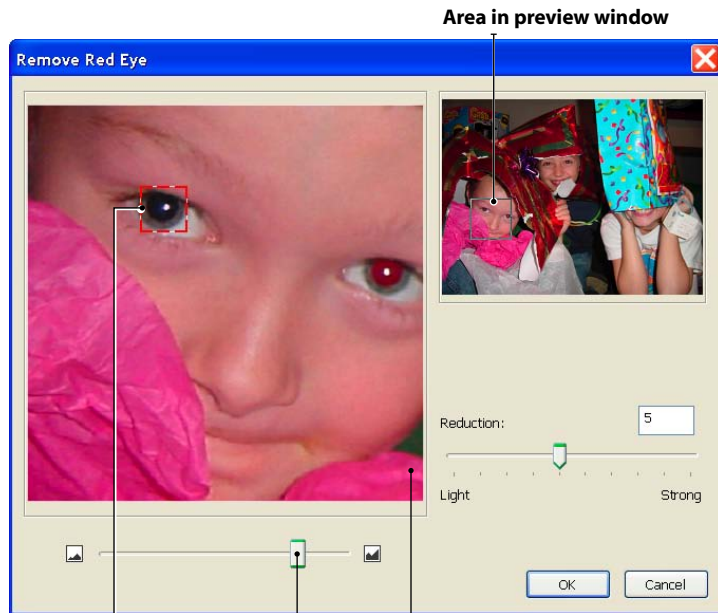 Area in preview window
Remove Red Eye
Reduction:
5
Light
Strong
OK
Cancel